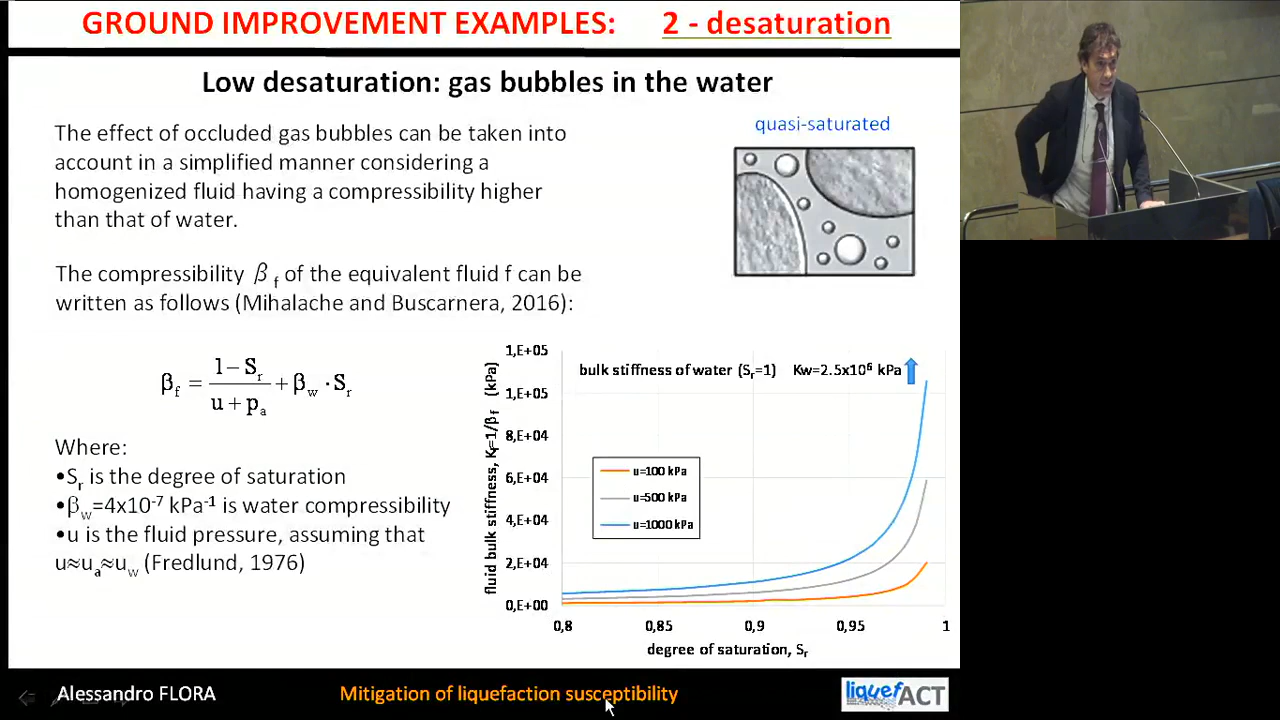 GROUND IMPROVEMENT EXAMPLES: 2 - desaturation
Low desaturation: gas bubbles in the water
The effect of occluded gas bubbles can be taken into
account in a simplified manner considering a
homogenized fluid having a compressibility higher
than that of water.
quasi-saturated
The compressibility β f of the equivalent fluid f can be
written as follows (Mihalache and Buscarnera, 2016):
βf = (1 − Sr)/(u + pa) + βw · Sr
Where:
•Sr is the degree of saturation
•βw=4x10-7 kPa-1 is water compressibility
•u is the fluid pressure, assuming that
u≈ua≈uw (Fredlund, 1976)
fluid bulk stiffness, Kf=1/βf (kPa)
1,E+05
1,E+05
8,E+04
6,E+04
4,E+04
2,E+04
0,E+00
bulk stiffness of water (Sr=1) Kw=2.5x10⁶ kPa
u=100 kPa
u=500 kPa
u=1000 kPa
0,8 0,85 0,9 0,95 1
degree of saturation, Sr
Alessandro FLORA Mitigation of liquefaction susceptibility
liquefACT